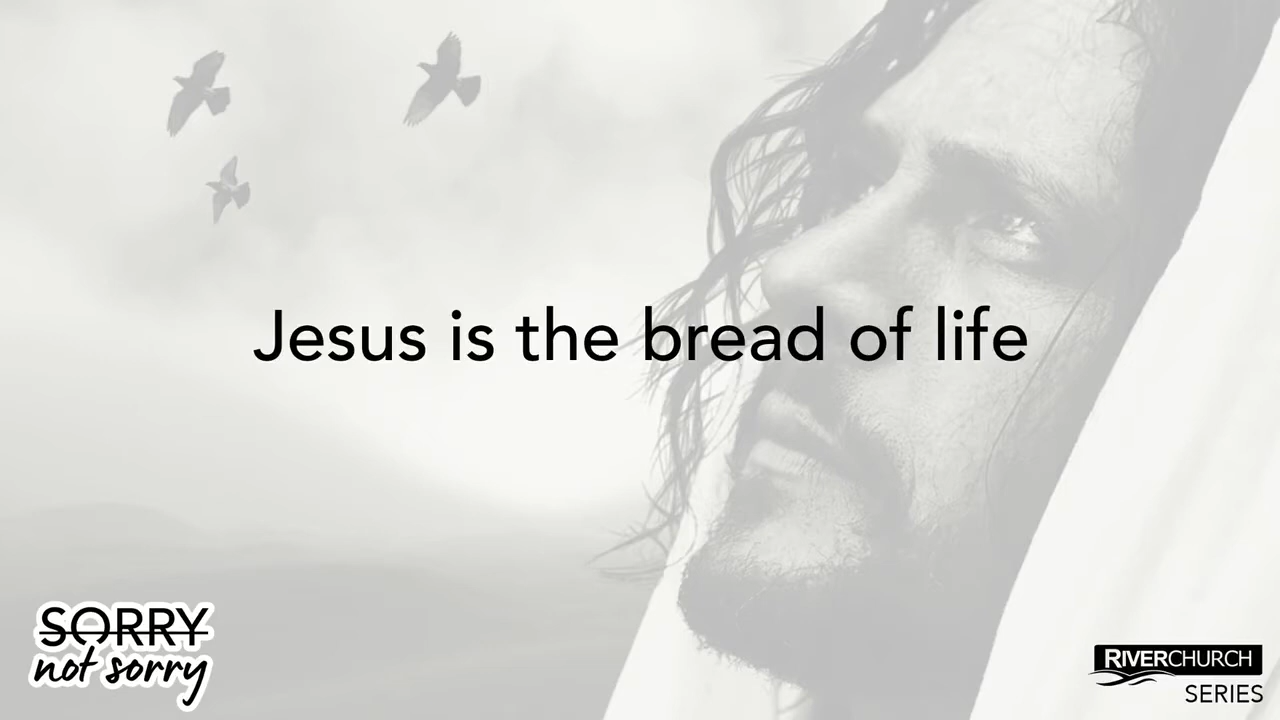 Jesus is the bread of life
SORRY
not sorry
RIVERCHURCH
SERIES